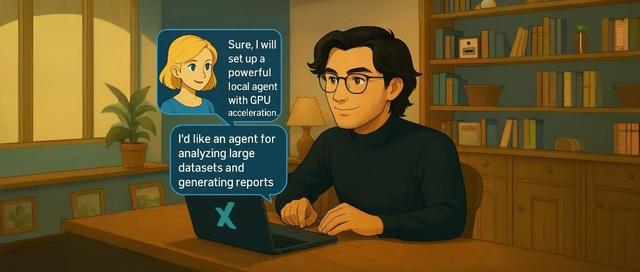 Sure, I will
set up a
powerful
local agent
with GPU
acceleration.
I'd like an agent for
analyzing large
datasets and
generating reports
X